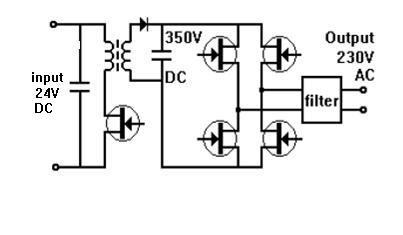 input
24V
DC
350V
DC
Output
230V
AC
filter